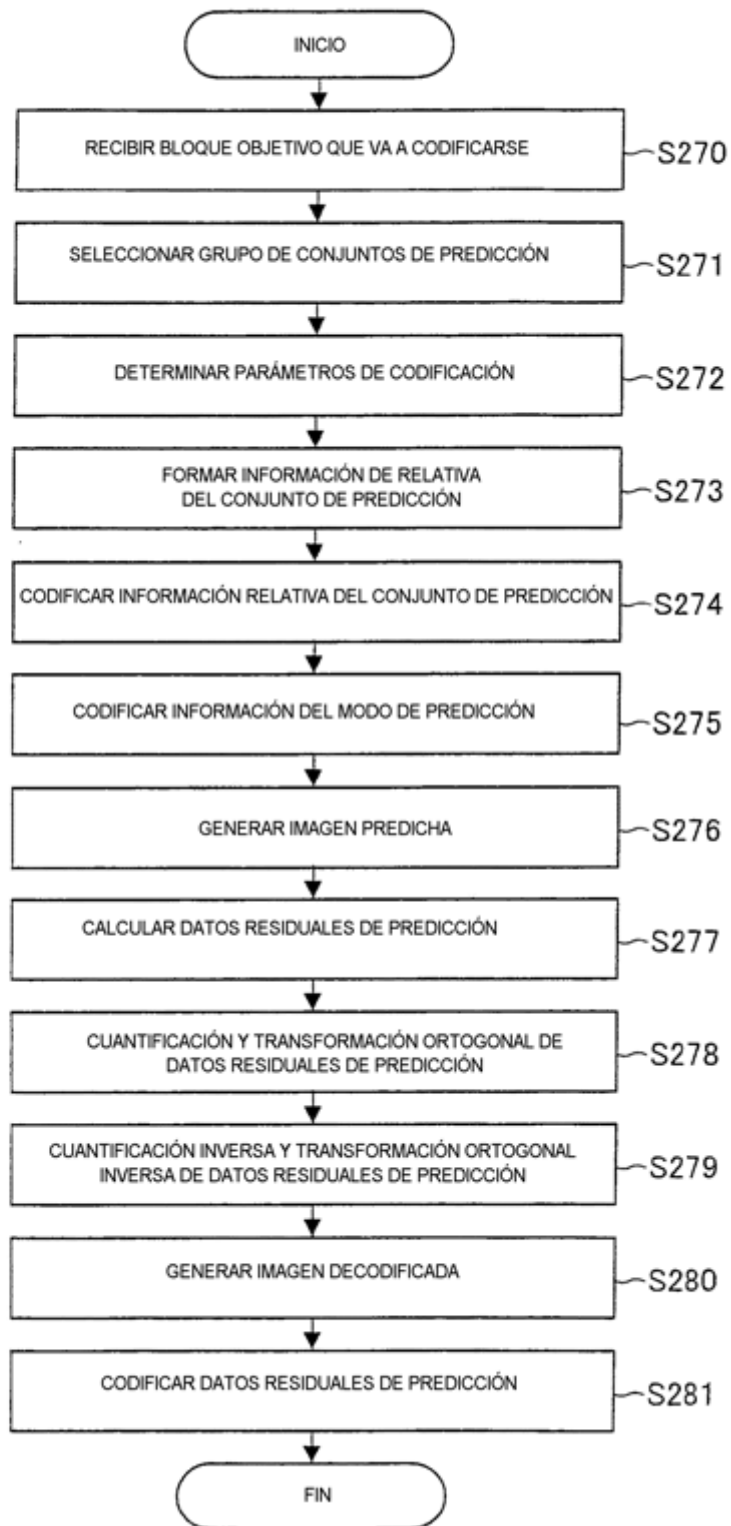 INICIO
RECIBIR BLOQUE OBJETIVO QUE VA A CODIFICARSE
S270
SELECCIONAR GRUPO DE CONJUNTOS DE PREDICCIÓN
S271
DETERMINAR PARÁMETROS DE CODIFICACIÓN
S272
FORMAR INFORMACIÓN DE RELATIVA
DEL CONJUNTO DE PREDICCIÓN
S273
CODIFICAR INFORMACIÓN RELATIVA DEL CONJUNTO DE PREDICCIÓN
S274
CODIFICAR INFORMACIÓN DEL MODO DE PREDICCIÓN
S275
GENERAR IMAGEN PREDICHA
S276
CALCULAR DATOS RESIDUALES DE PREDICCIÓN
S277
CUANTIFICACIÓN Y TRANSFORMACIÓN ORTOGONAL DE
DATOS RESIDUALES DE PREDICCIÓN
S278
CUANTIFICACIÓN INVERSA Y TRANSFORMACIÓN ORTOGONAL
INVERSA DE DATOS RESIDUALES DE PREDICCIÓN
S279
GENERAR IMAGEN DECODIFICADA
S280
CODIFICAR DATOS RESIDUALES DE PREDICCIÓN
S281
FIN